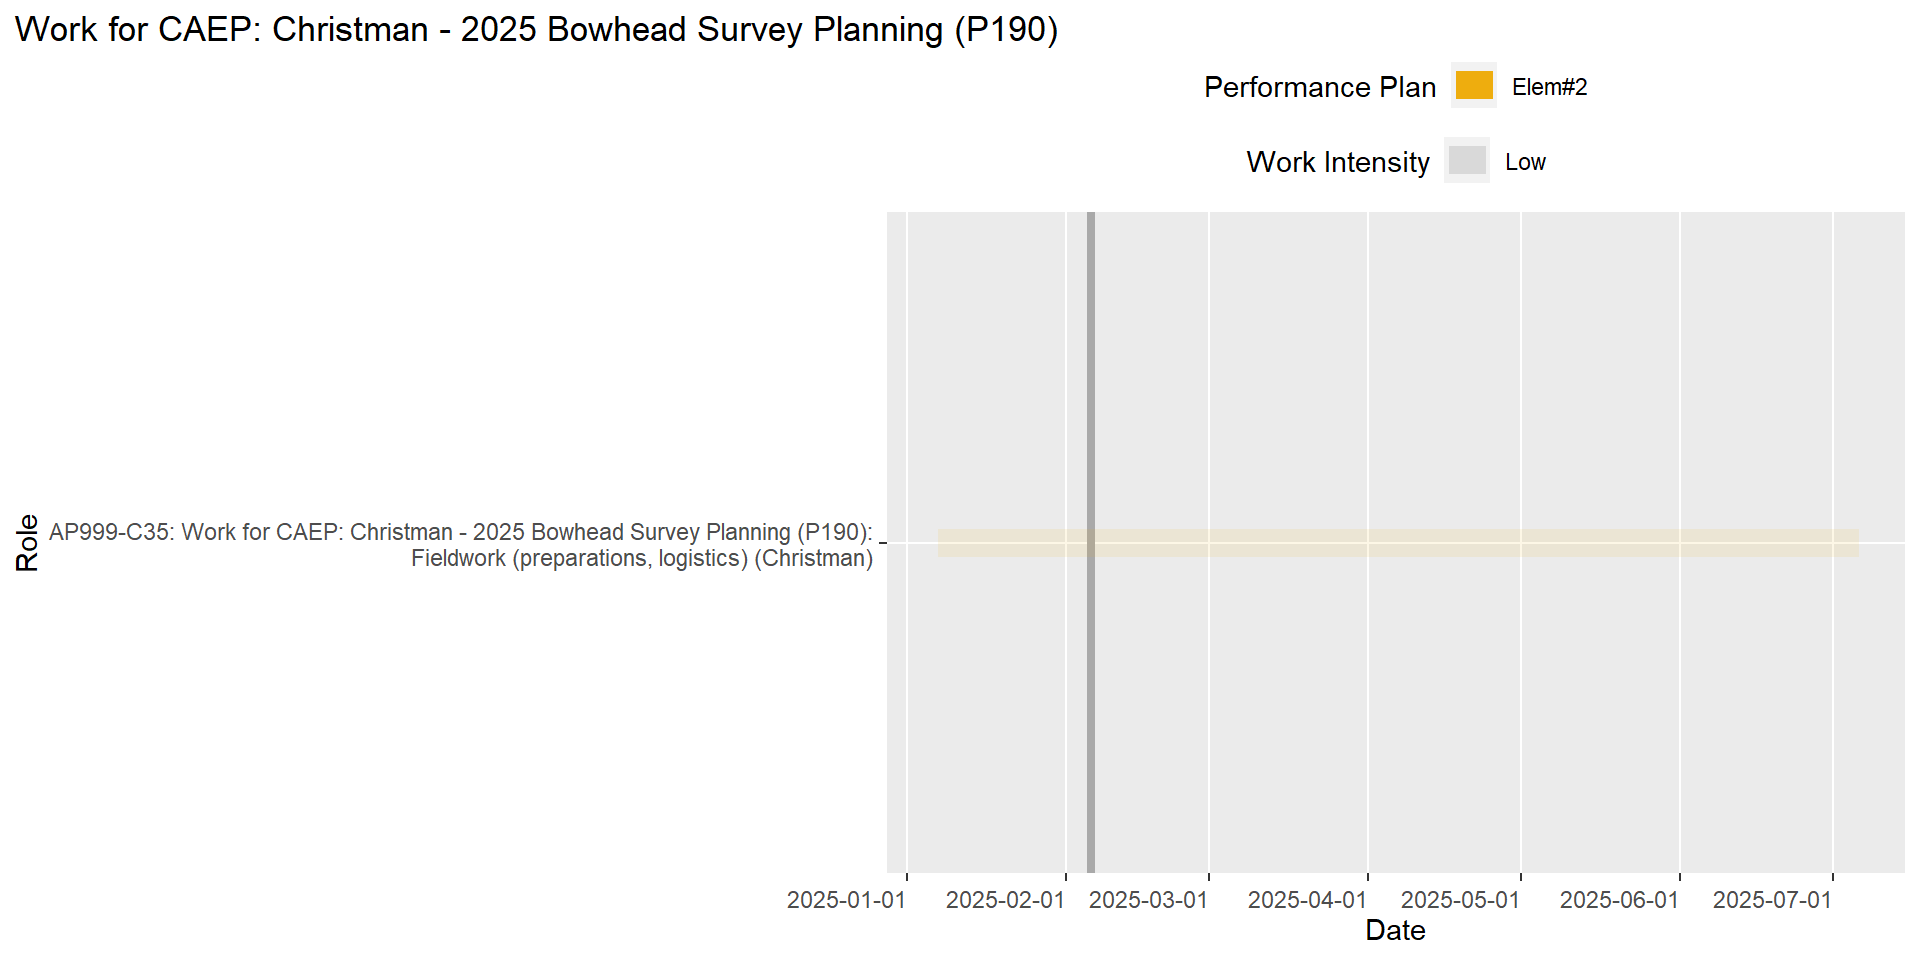 Work for CAEP: Christman - 2025 Bowhead Survey Planning (P190)
Performance Plan
Elem#2
Work Intensity
Low
Role
AP999-C35: Work for CAEP: Christman - 2025 Bowhead Survey Planning (P190):
Fieldwork (preparations, logistics) (Christman)
2025-01-01
2025-02-01
2025-03-01
2025-04-01
2025-05-01
2025-06-01
2025-07-01
Date